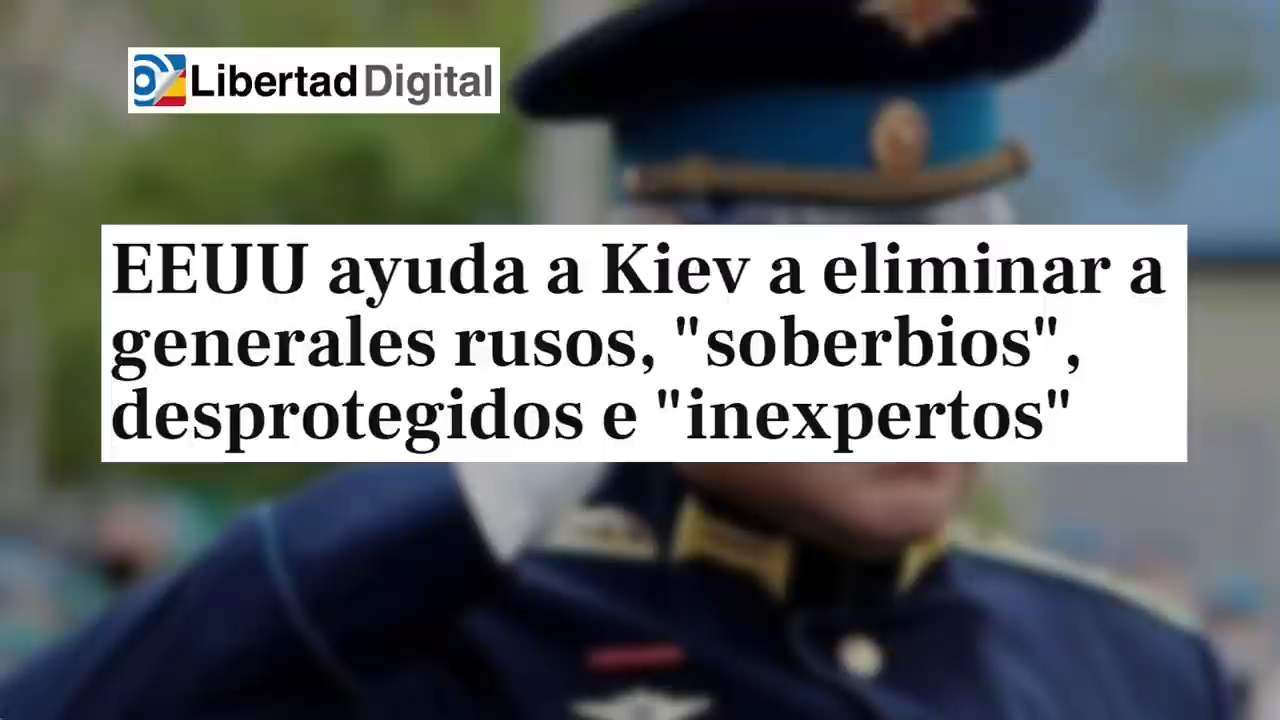 Libertad Digital
EEUU ayuda a Kiev a eliminar a
generales rusos, "soberbios",
desprotegidos e "inexpertos"